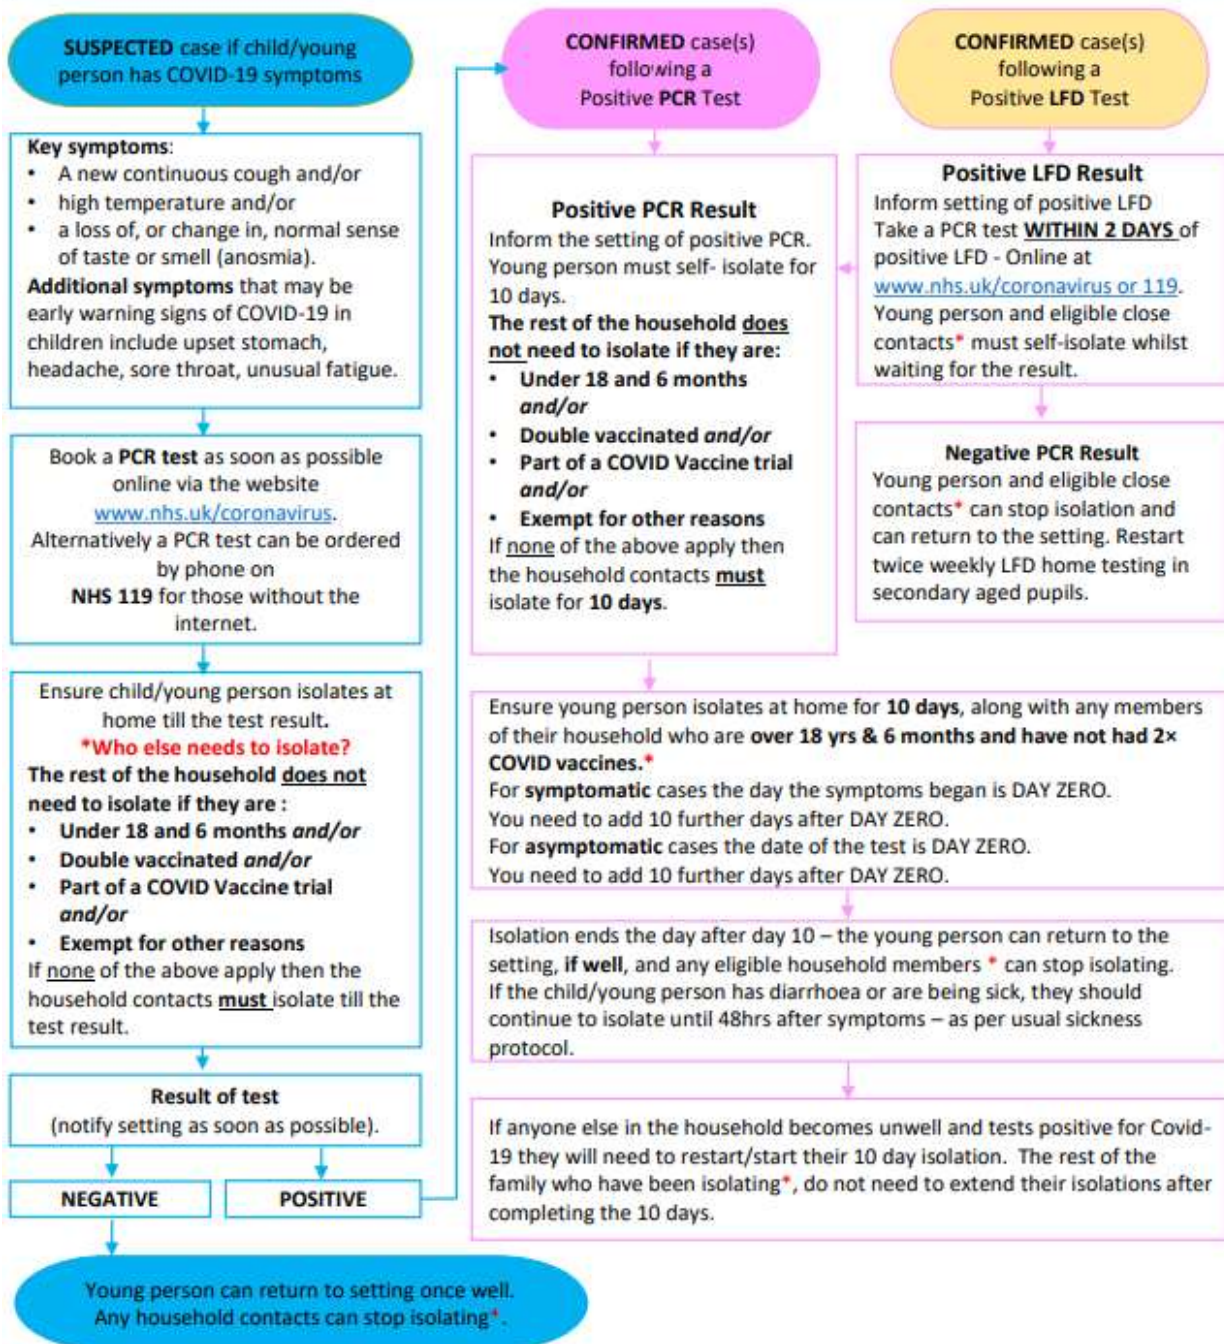 SUSPECTED case if child/young
person has COVID-19 symptoms
Key symptoms:
• A new continuous cough and/or
• high temperature and/or
• a loss of, or change in, normal sense
of taste or smell (anosmia).
Additional symptoms that may be
early warning signs of COVID-19 in
children include upset stomach,
headache, sore throat, unusual fatigue.
Book a PCR test as soon as possible
online via the website
www.nhs.uk/coronavirus.
Alternatively a PCR test can be ordered
by phone on
NHS 119 for those without the
internet.
Ensure child/young person isolates at
home till the test result.
*Who else needs to isolate?
The rest of the household does not
need to isolate if they are :
• Under 18 and 6 months and/or
• Double vaccinated and/or
• Part of a COVID Vaccine trial
and/or
• Exempt for other reasons
If none of the above apply then the
household contacts must isolate till the
test result.
Result of test
(notify setting as soon as possible).
NEGATIVE
POSITIVE
Young person can return to setting once well.
Any household contacts can stop isolating*.
CONFIRMED case(s)
following a
Positive PCR Test
Positive PCR Result
Inform the setting of positive PCR.
Young person must self- isolate for
10 days.
The rest of the household does
not need to isolate if they are:
• Under 18 and 6 months
and/or
• Double vaccinated and/or
• Part of a COVID Vaccine trial
and/or
• Exempt for other reasons
If none of the above apply then
the household contacts must
isolate for 10 days.
CONFIRMED case(s)
following a
Positive LFD Test
Positive LFD Result
Inform setting of positive LFD
Take a PCR test WITHIN 2 DAYS of
positive LFD - Online at
www.nhs.uk/coronavirus or 119.
Young person and eligible close
contacts* must self-isolate whilst
waiting for the result.
Negative PCR Result
Young person and eligible close
contacts* can stop isolation and
can return to the setting. Restart
twice weekly LFD home testing in
secondary aged pupils.
Ensure young person isolates at home for 10 days, along with any members
of their household who are over 18 yrs & 6 months and have not had 2×
COVID vaccines.*
For symptomatic cases the day the symptoms began is DAY ZERO.
You need to add 10 further days after DAY ZERO.
For asymptomatic cases the date of the test is DAY ZERO.
You need to add 10 further days after DAY ZERO.
Isolation ends the day after day 10 – the young person can return to the
setting, if well, and any eligible household members * can stop isolating.
If the child/young person has diarrhoea or are being sick, they should
continue to isolate until 48hrs after symptoms – as per usual sickness
protocol.
If anyone else in the household becomes unwell and tests positive for Covid-
19 they will need to restart/start their 10 day isolation. The rest of the
family who have been isolating*, do not need to extend their isolations after
completing the 10 days.